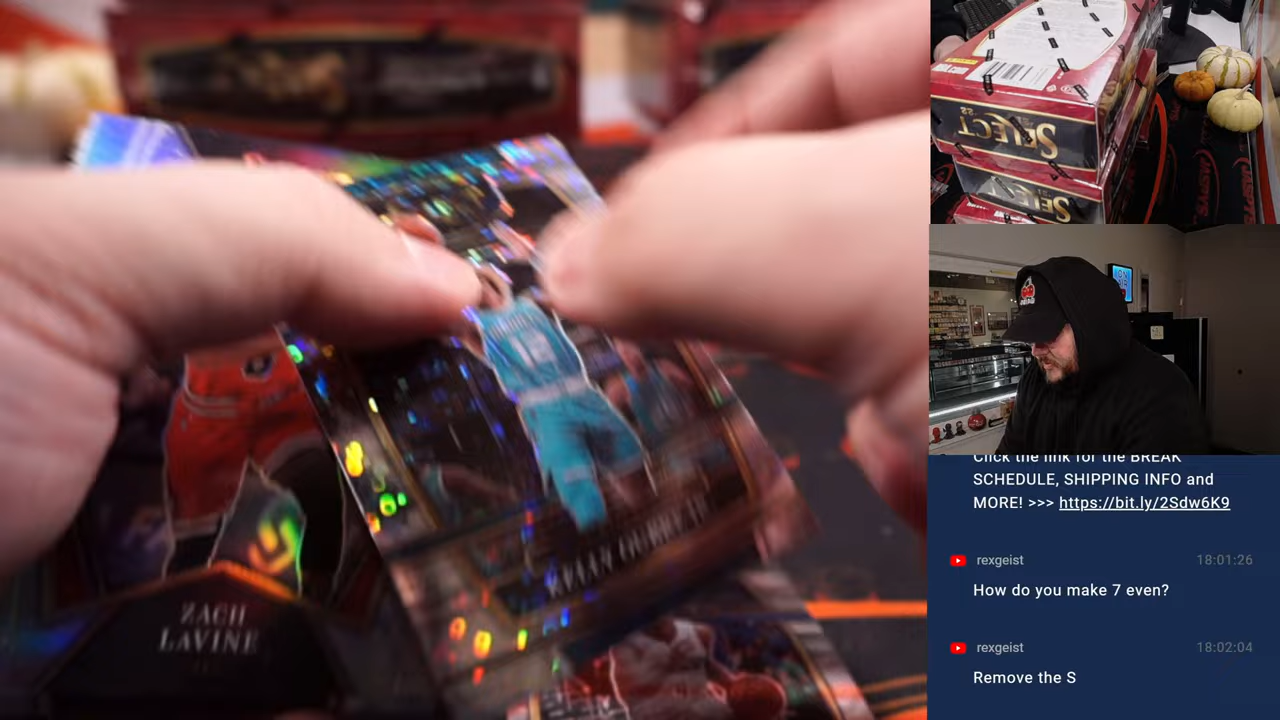 ZACH
LAVINE
SELECT
SELECT
Click the link for the BREAK
SCHEDULE, SHIPPING INFO and
MORE! >>> https://bit.ly/2Sdw6K9
rexgeist 18:01:26
How do you make 7 even?
rexgeist 18:02:04
Remove the S